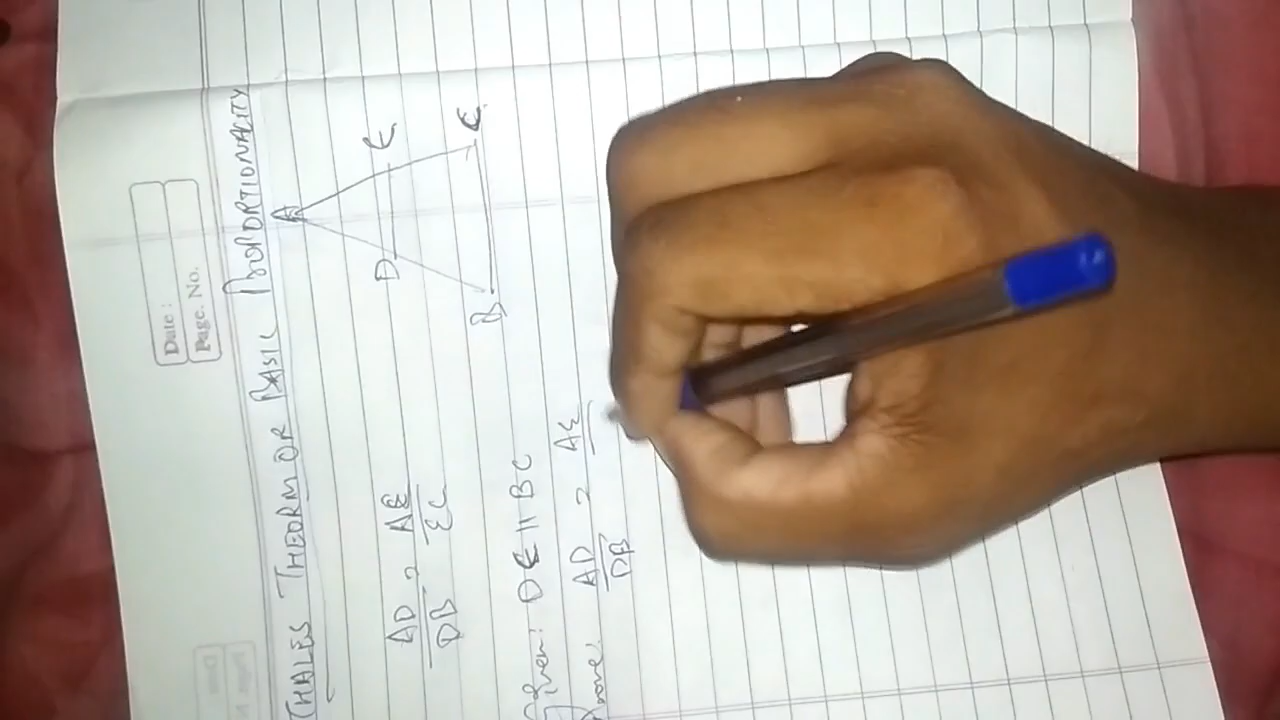 Date :
Page. No.
THALES THEORM OR BASIC PROPORTIONALITY
A
D E
B C
AD = AE
DB EC
Given: DE || BC
Prove: AD = AE
DB